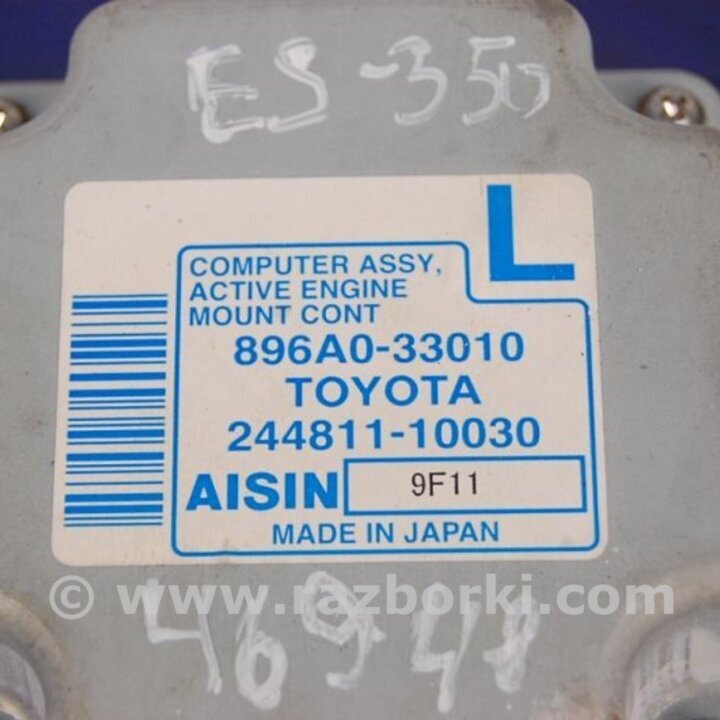 ES-350
L
COMPUTER ASSY,
ACTIVE ENGINE
MOUNT CONT
896A0-33010
TOYOTA
244811-10030
AISIN 9F11
MADE IN JAPAN
© www.razborki.com
46948